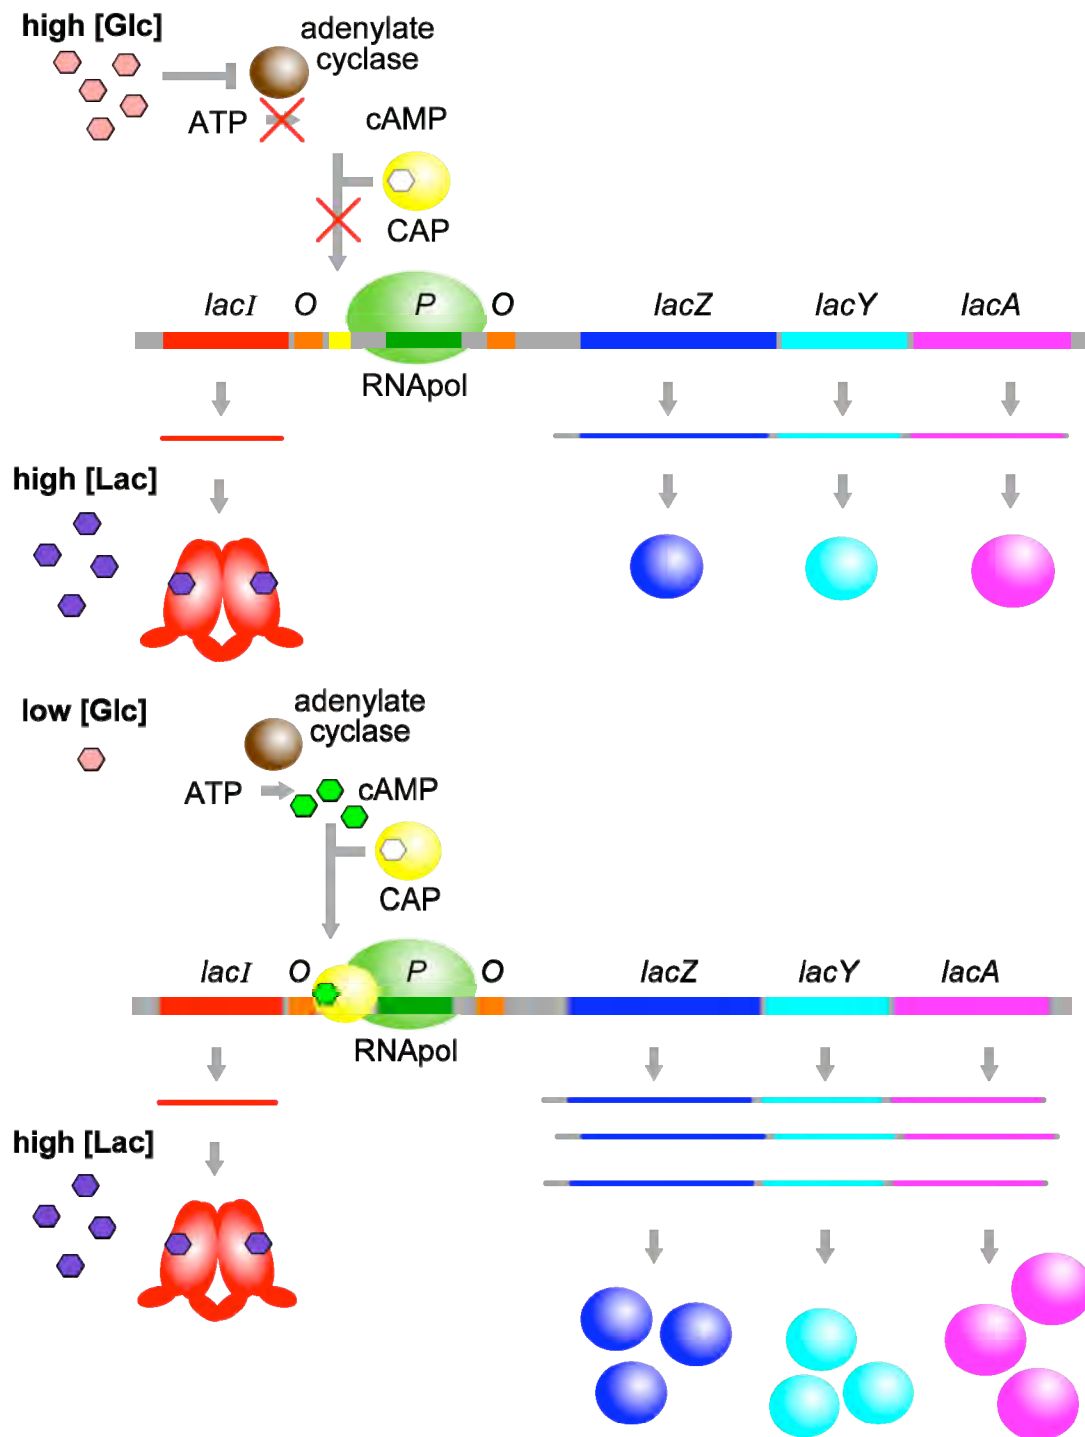 high [Glc]
adenylate
cyclase
ATP
cAMP
CAP
lacI
O
P
O
lacZ
lacY
lacA
RNApol
high [Lac]
low [Glc]
adenylate
cyclase
ATP
cAMP
CAP
lacI
O
P
O
lacZ
lacY
lacA
RNApol
high [Lac]